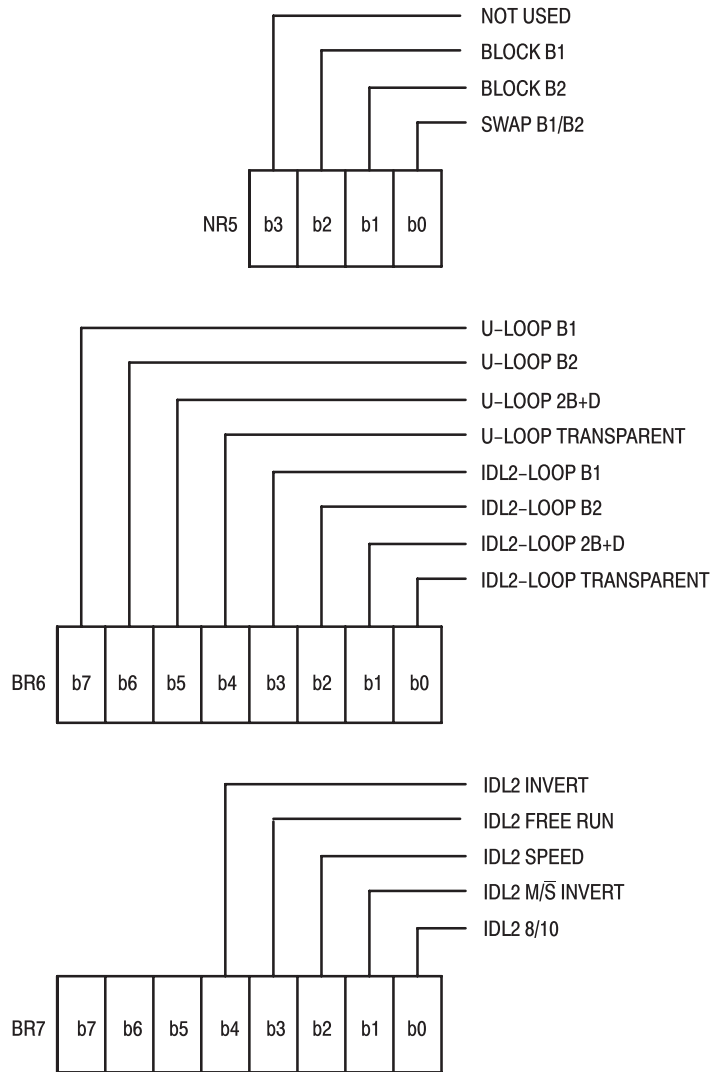 NOT USED
BLOCK B1
BLOCK B2
SWAP B1/B2
NR5 b3 b2 b1 b0
U–LOOP B1
U–LOOP B2
U–LOOP 2B+D
U–LOOP TRANSPARENT
IDL2–LOOP B1
IDL2–LOOP B2
IDL2–LOOP 2B+D
IDL2–LOOP TRANSPARENT
BR6 b7 b6 b5 b4 b3 b2 b1 b0
IDL2 INVERT
IDL2 FREE RUN
IDL2 SPEED
IDL2 M/S̅ INVERT
IDL2 8/10
BR7 b7 b6 b5 b4 b3 b2 b1 b0